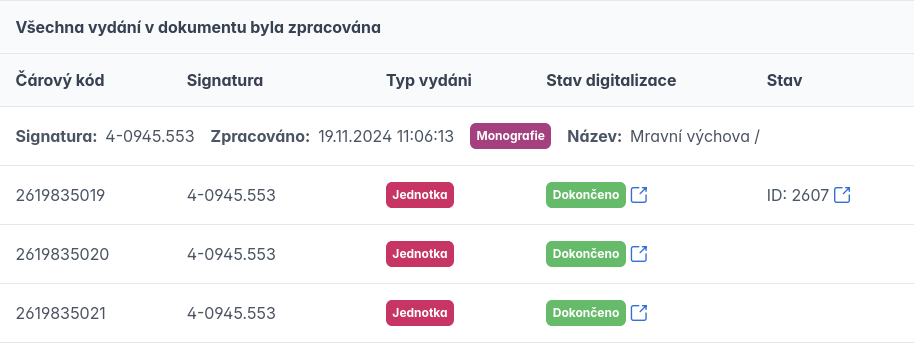 Všechna vydání v dokumentu byla zpracována
Čárový kód Signatura Typ vydáni Stav digitalizace Stav
Signatura: 4-0945.553 Zpracováno: 19.11.2024 11:06:13 Monografie Název: Mravní výchova /
2619835019 4-0945.553 Jednotka Dokončeno ID: 2607
2619835020 4-0945.553 Jednotka Dokončeno
2619835021 4-0945.553 Jednotka Dokončeno